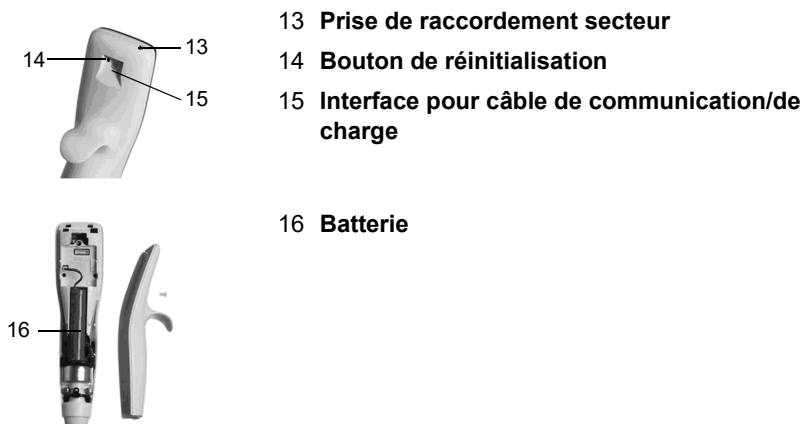 13 Prise de raccordement secteur
14 Bouton de réinitialisation
15 Interface pour câble de communication/de
charge
13
14
15
16 Batterie
16